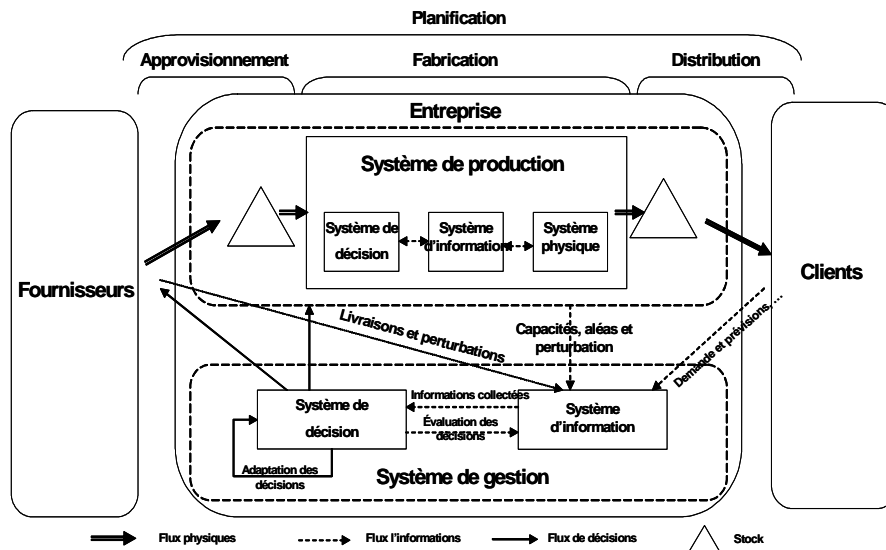 Planification
Approvisionnement
Fabrication
Distribution
Entreprise
Système de production
Système de
décision
Système
d'information
Système
physique
Fournisseurs
Clients
Livraisons et perturbations
Capacités, aléas et
perturbation
Demande et prévisions,...
Système de
décision
Informations collectées
Évaluation des
décisions
Système
d'information
Adaptation des
décisions
Système de gestion
Flux physiques
Flux l'informations
Flux de décisions
Stock